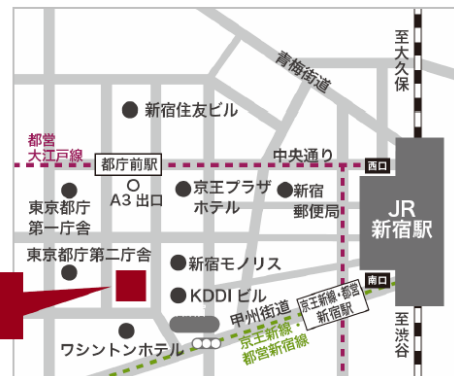 至大久保
青梅街道
新宿住友ビル
都営
大江戸線
都庁前駅
中央通り
西口
A3 出口
京王プラザ
ホテル
新宿
郵便局
東京都庁
第一庁舎
JR
新宿駅
東京都庁第二庁舎
新宿モノリス
KDDI ビル
南口
甲州街道
京王新線・都営
新宿駅
京王新線・
都営新宿線
至渋谷
ワシントンホテル